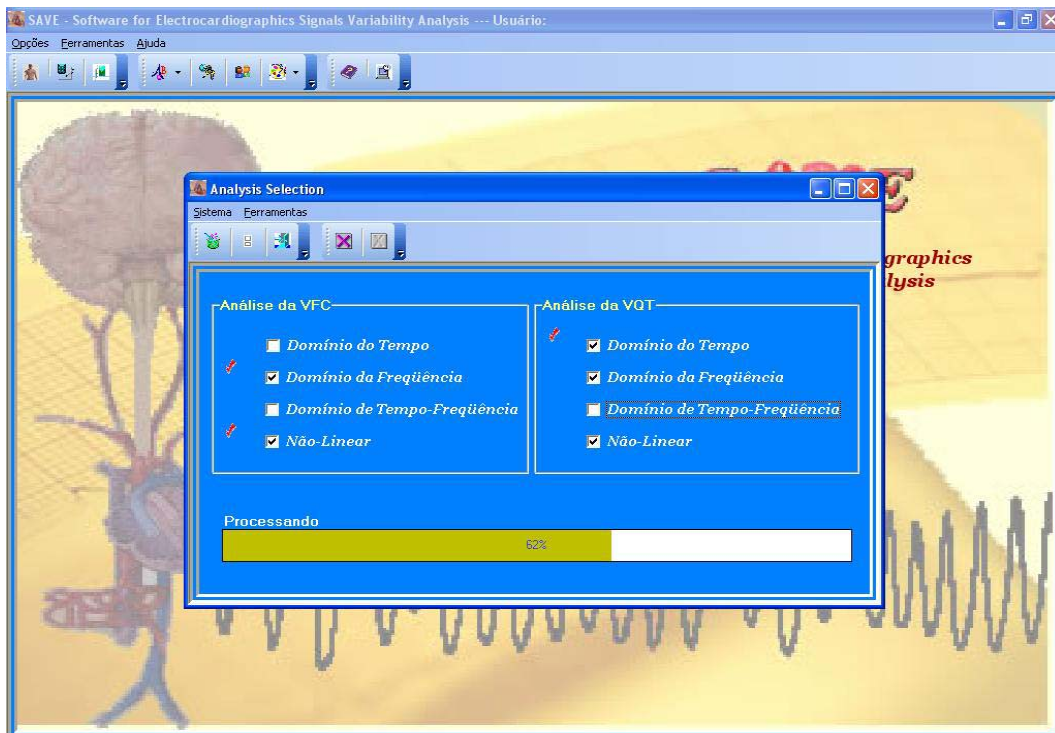 SAVE - Software for Electrocardiographics Signals Variability Analysis --- Usuário:
Opções Ferramentas Ajuda
Analysis Selection
Sistema Ferramentas
graphics
lysis
Análise da VFC
Domínio do Tempo
Domínio da Freqüência
Domínio de Tempo-Freqüência
Não-Linear
Análise da VQT
Domínio do Tempo
Domínio da Freqüência
Domínio de Tempo-Freqüência
Não-Linear
Processando
62%